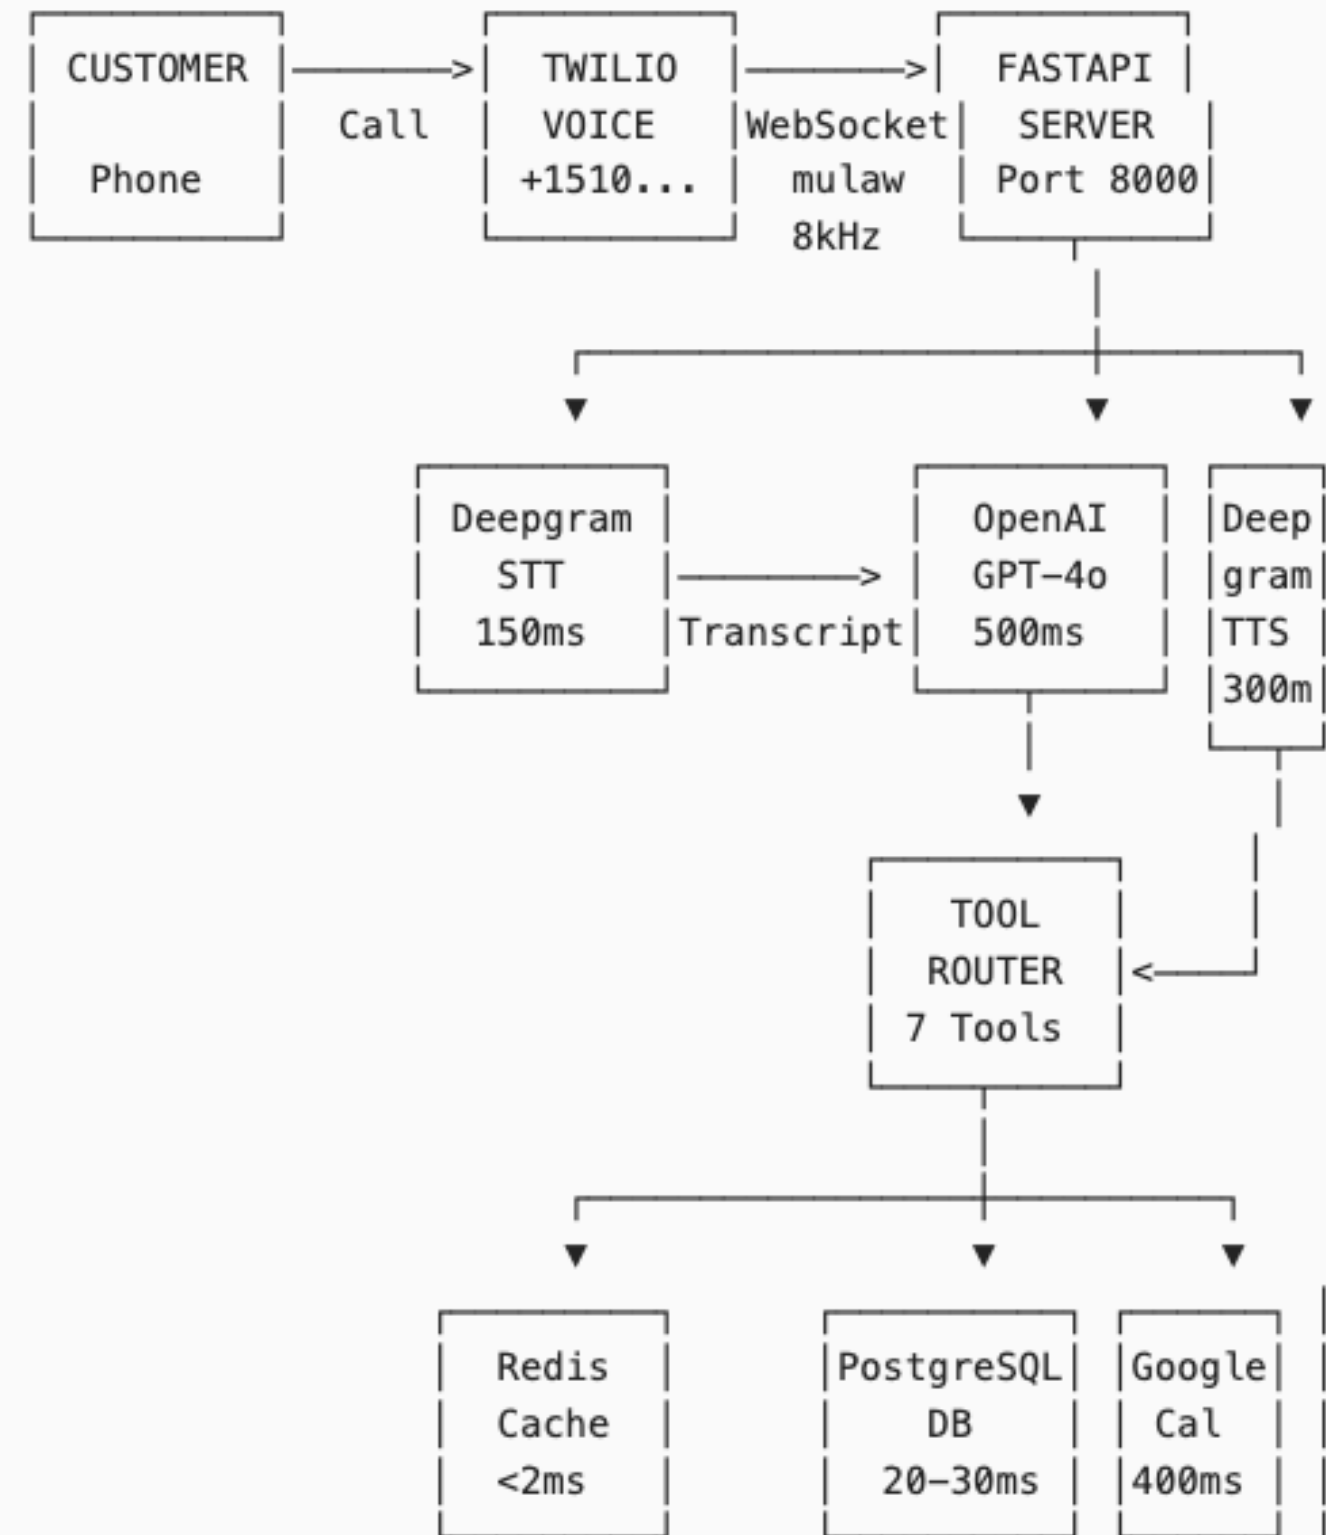 CUSTOMER
Phone
Call
TWILIO
VOICE
+1510...
WebSocket
mulaw
8kHz
FASTAPI
SERVER
Port 8000
Deepgram
STT
150ms
Transcript
OpenAI
GPT-4o
500ms
Deep
gram
TTS
300m
TOOL
ROUTER
7 Tools
Redis
Cache
<2ms
PostgreSQL
DB
20-30ms
Google
Cal
400ms